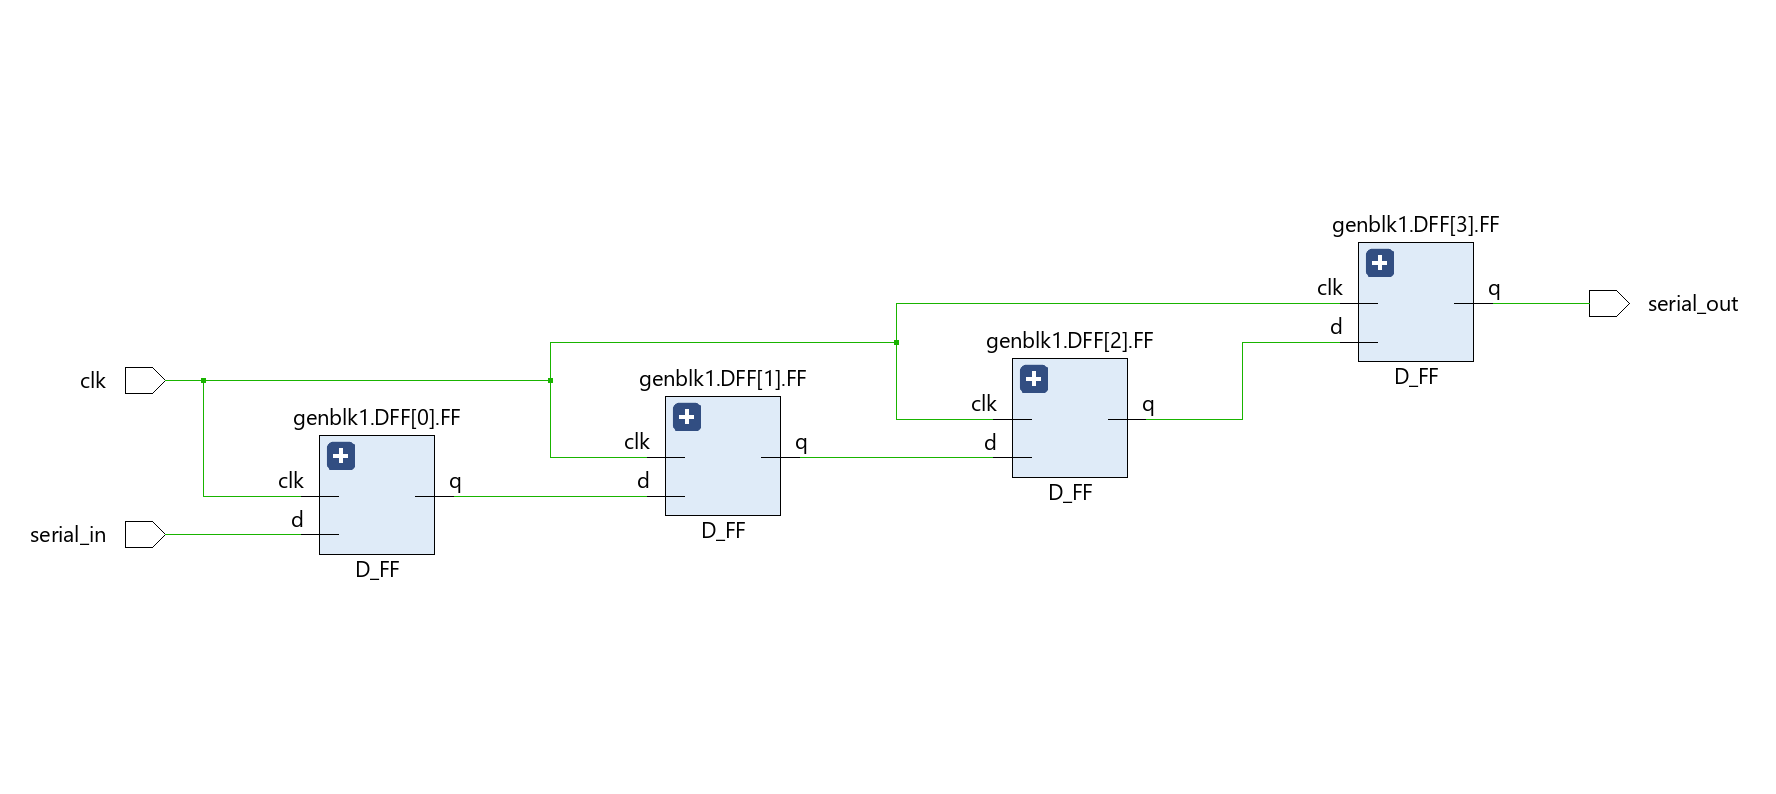 genblk1.DFF[3].FF
clk
q
serial_out
d
D_FF
genblk1.DFF[2].FF
clk
q
d
D_FF
clk
genblk1.DFF[1].FF
clk
q
d
D_FF
genblk1.DFF[0].FF
clk
q
d
serial_in
D_FF